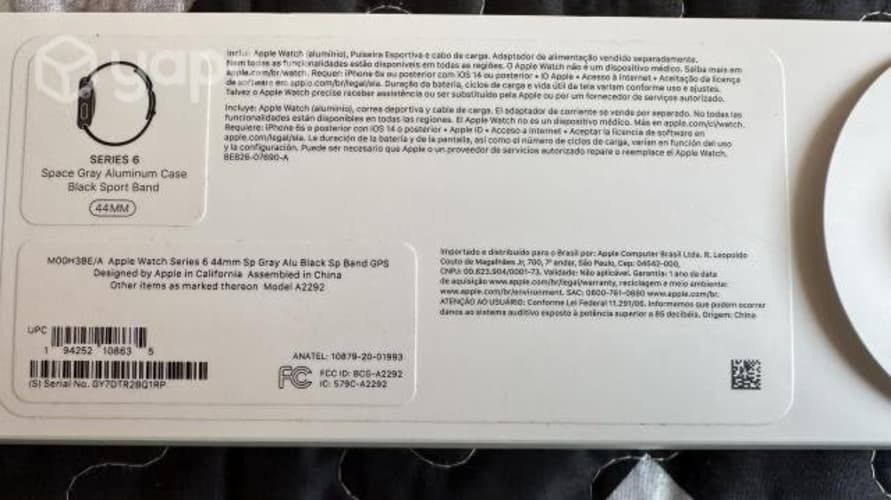 yap
SERIES 6
Space Gray Aluminum Case
Black Sport Band
44MM
Inclui: Apple Watch (alumínio), Pulseira Esportiva e cabo de carga. Adaptador de alimentação vendido separadamente.
Nem todas as funcionalidades estão disponíveis em todas as regiões. O Apple Watch não é um dispositivo médico. Saiba mais em
apple.com/br/watch. Requer: iPhone 6s ou posterior com iOS 14 ou posterior • ID Apple • Acesso à Internet • Aceitação da licença
de software em apple.com/br/legal/sla. Duração da bateria, ciclos de carga e vida útil da tela variam conforme uso e ajustes.
Talvez o Apple Watch precise receber assistência ou ser substituído pela Apple ou por um fornecedor de serviços autorizado.
Incluye: Apple Watch (aluminio), correa deportiva y cable de carga. El adaptador de corriente se vende por separado. No todas las
funcionalidades están disponibles en todas las regiones. El Apple Watch no es un dispositivo médico. Más en apple.com/cl/watch.
Requiere: iPhone 6s o posterior con iOS 14 o posterior • Apple ID • Acceso a Internet • Aceptar la licencia de software en
apple.com/legal/sla. La duración de la batería y de la pantalla, así como el número de ciclos de carga, varían en función del uso
y la configuración. Puede ser necesario que Apple o un proveedor de servicios autorizado repare o reemplace el Apple Watch.
BE826-07690-A
M00H3BE/A Apple Watch Series 6 44mm Sp Gray Alu Black Sp Band GPS
Designed by Apple in California Assembled in China
Other items as marked thereon Model A2292
UPC
1 94252 10863 5
(S) Serial No. GY7DTR28Q1RP
ANATEL: 10879-20-01993
FC FCC ID: BCG-A2292
IC: 579C-A2292
Importado e distribuído para o Brasil por: Apple Computer Brasil Ltda. R. Leopoldo
Couto de Magalhães Jr, 700, 7º andar, São Paulo, Cep: 04542-000,
CNPJ: 00.623.904/0001-73. Validade: Não aplicável. Garantia: 1 ano da data
de aquisição www.apple.com/br/legal/warranty, reciclagem e meio ambiente:
www.apple.com/br/environment. SAC: 0800-761-0880 www.apple.com/br.
ATENÇÃO AO USUÁRIO: Conforme Lei Federal 11.291/06, Informamos que podem ocorrer
danos ao sistema auditivo exposto à potência superior a 85 decibéis. Origem: China